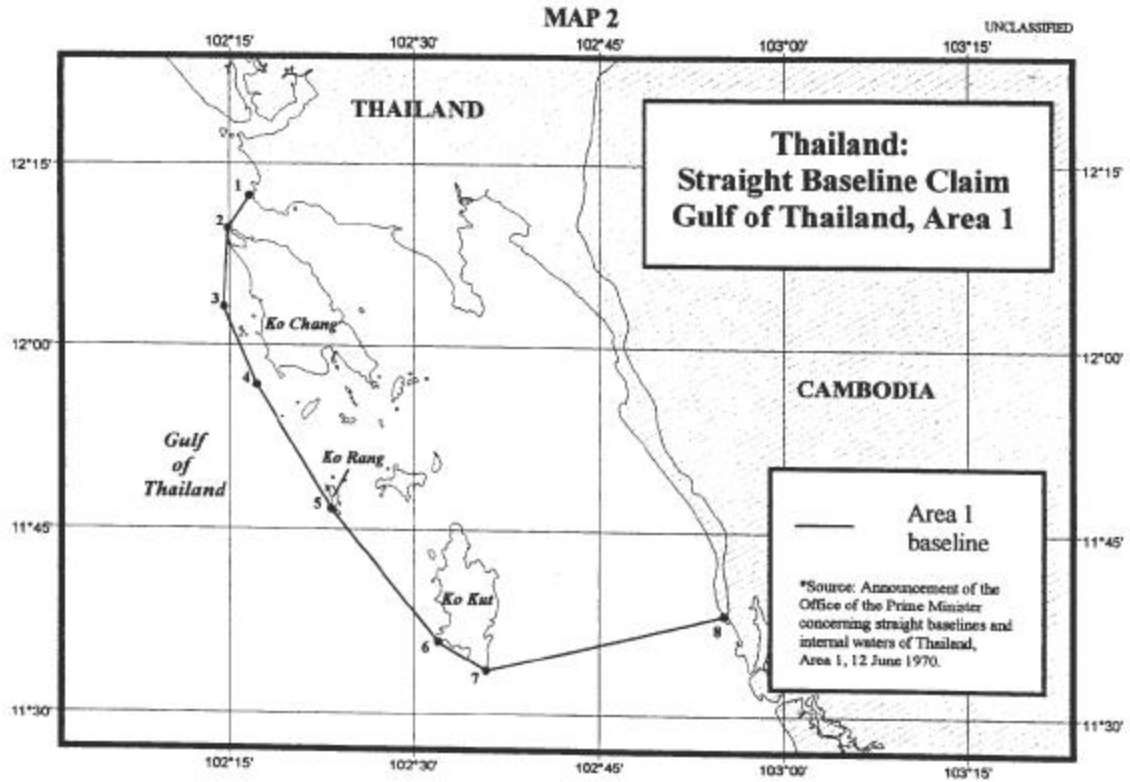 MAP 2
UNCLASSIFIED
102°15' 102°30' 102°45' 103°00' 103°15'
THAILAND
Thailand:
Straight Baseline Claim
Gulf of Thailand, Area 1
12°15' 12°15'
1
2
3
Ko Chang
12°00' 12°00'
4
CAMBODIA
Gulf
of
Thailand
Ko Rang
5
11°45' 11°45'
Area 1
baseline
*Source: Announcement of the
Office of the Prime Minister
concerning straight baselines and
internal waters of Thailand,
Area 1, 12 June 1970.
Ko Kut
6
7
8
11°30' 11°30'
102°15' 102°30' 102°45' 103°00' 103°15'